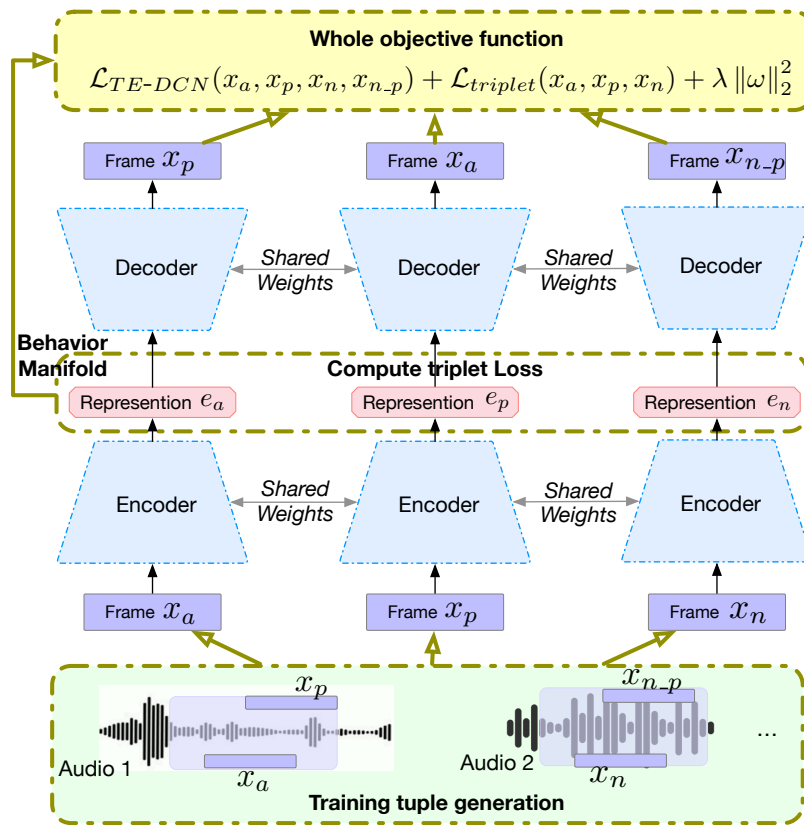 Whole objective function
ℒ_{TE-DCN}(x_a, x_p, x_n, x_{n_p}) + ℒ_{triplet}(x_a, x_p, x_n) + λ ‖ω‖_2^2
Frame x_p
Frame x_a
Frame x_{n_p}
Decoder
Shared
Weights
Decoder
Shared
Weights
Decoder
Behavior
Manifold
Compute triplet Loss
Represention e_a
Represention e_p
Represention e_n
Encoder
Shared
Weights
Encoder
Shared
Weights
Encoder
Frame x_a
Frame x_p
Frame x_n
x_p
x_{n_p}
Audio 1
x_a
Audio 2
x_n
...
Training tuple generation